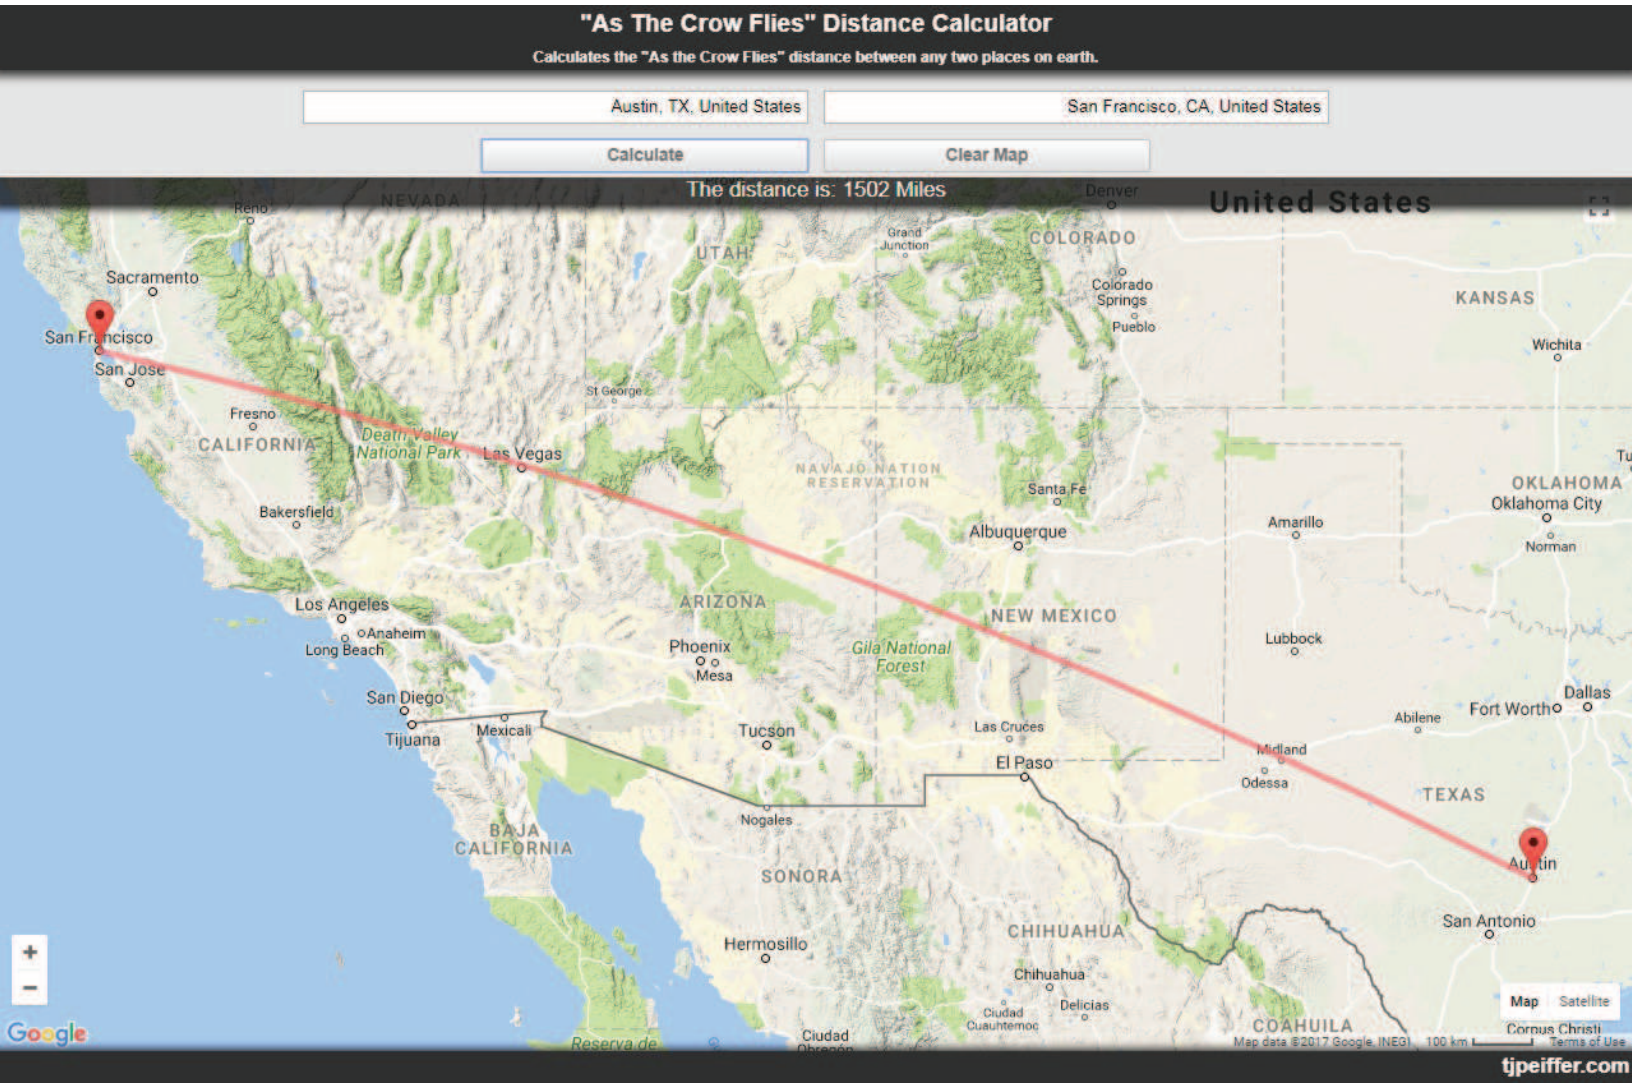 "As The Crow Flies" Distance Calculator
Calculates the "As the Crow Flies" distance between any two places on earth.
Austin, TX, United States
San Francisco, CA, United States
Calculate
Clear Map
The distance is: 1502 Miles
Denver
United States
Reno
NEVADA
Grand
Junction
COLORADO
UTAH
Sacramento
Colorado
Springs
KANSAS
Pueblo
San Francisco
Wichita
San Jose
St George
Fresno
CALIFORNIA
Death Valley
National Park
Las Vegas
Tu
NAVAJO NATION
RESERVATION
OKLAHOMA
Santa Fe
Oklahoma City
Bakersfield
Amarillo
Albuquerque
Norman
Los Angeles
ARIZONA
NEW MEXICO
Anaheim
Long Beach
Lubbock
Phoenix
Mesa
Gila National
Forest
San Diego
Dallas
Fort Worth
Abilene
Tijuana
Mexicali
Tucson
Las Cruces
Midland
El Paso
Odessa
TEXAS
Nogales
BAJA
CALIFORNIA
Austin
SONORA
San Antonio
CHIHUAHUA
Hermosillo
Chihuahua
+
−
Ciudad
Cuauhtemoc
Delicias
Map
Satellite
Google
Reserva de
Ciudad
Obregón
COAHUILA
Corpus Christi
Map data ©2017 Google, INEGI
100 km
Terms of Use
tjpeiffer.com